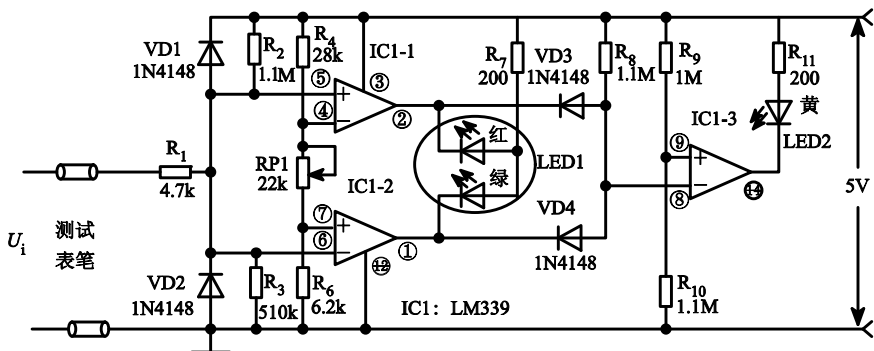 R4
28k
IC1-1
VD1
1N4148
R2
1.1M
⑤
④
③
②
R7
200
VD3
1N4148
R8
1.1M
R9
1M
R11
200
黄
LED2
IC1-3
⑨
⑧
⑭
红
绿
LED1
R1
4.7k
RP1
22k
IC1-2
5V
Ui
测试
表笔
⑦
⑥
⑫
①
VD4
1N4148
VD2
1N4148
R3
510k
R6
6.2k
IC1：LM339
R10
1.1M